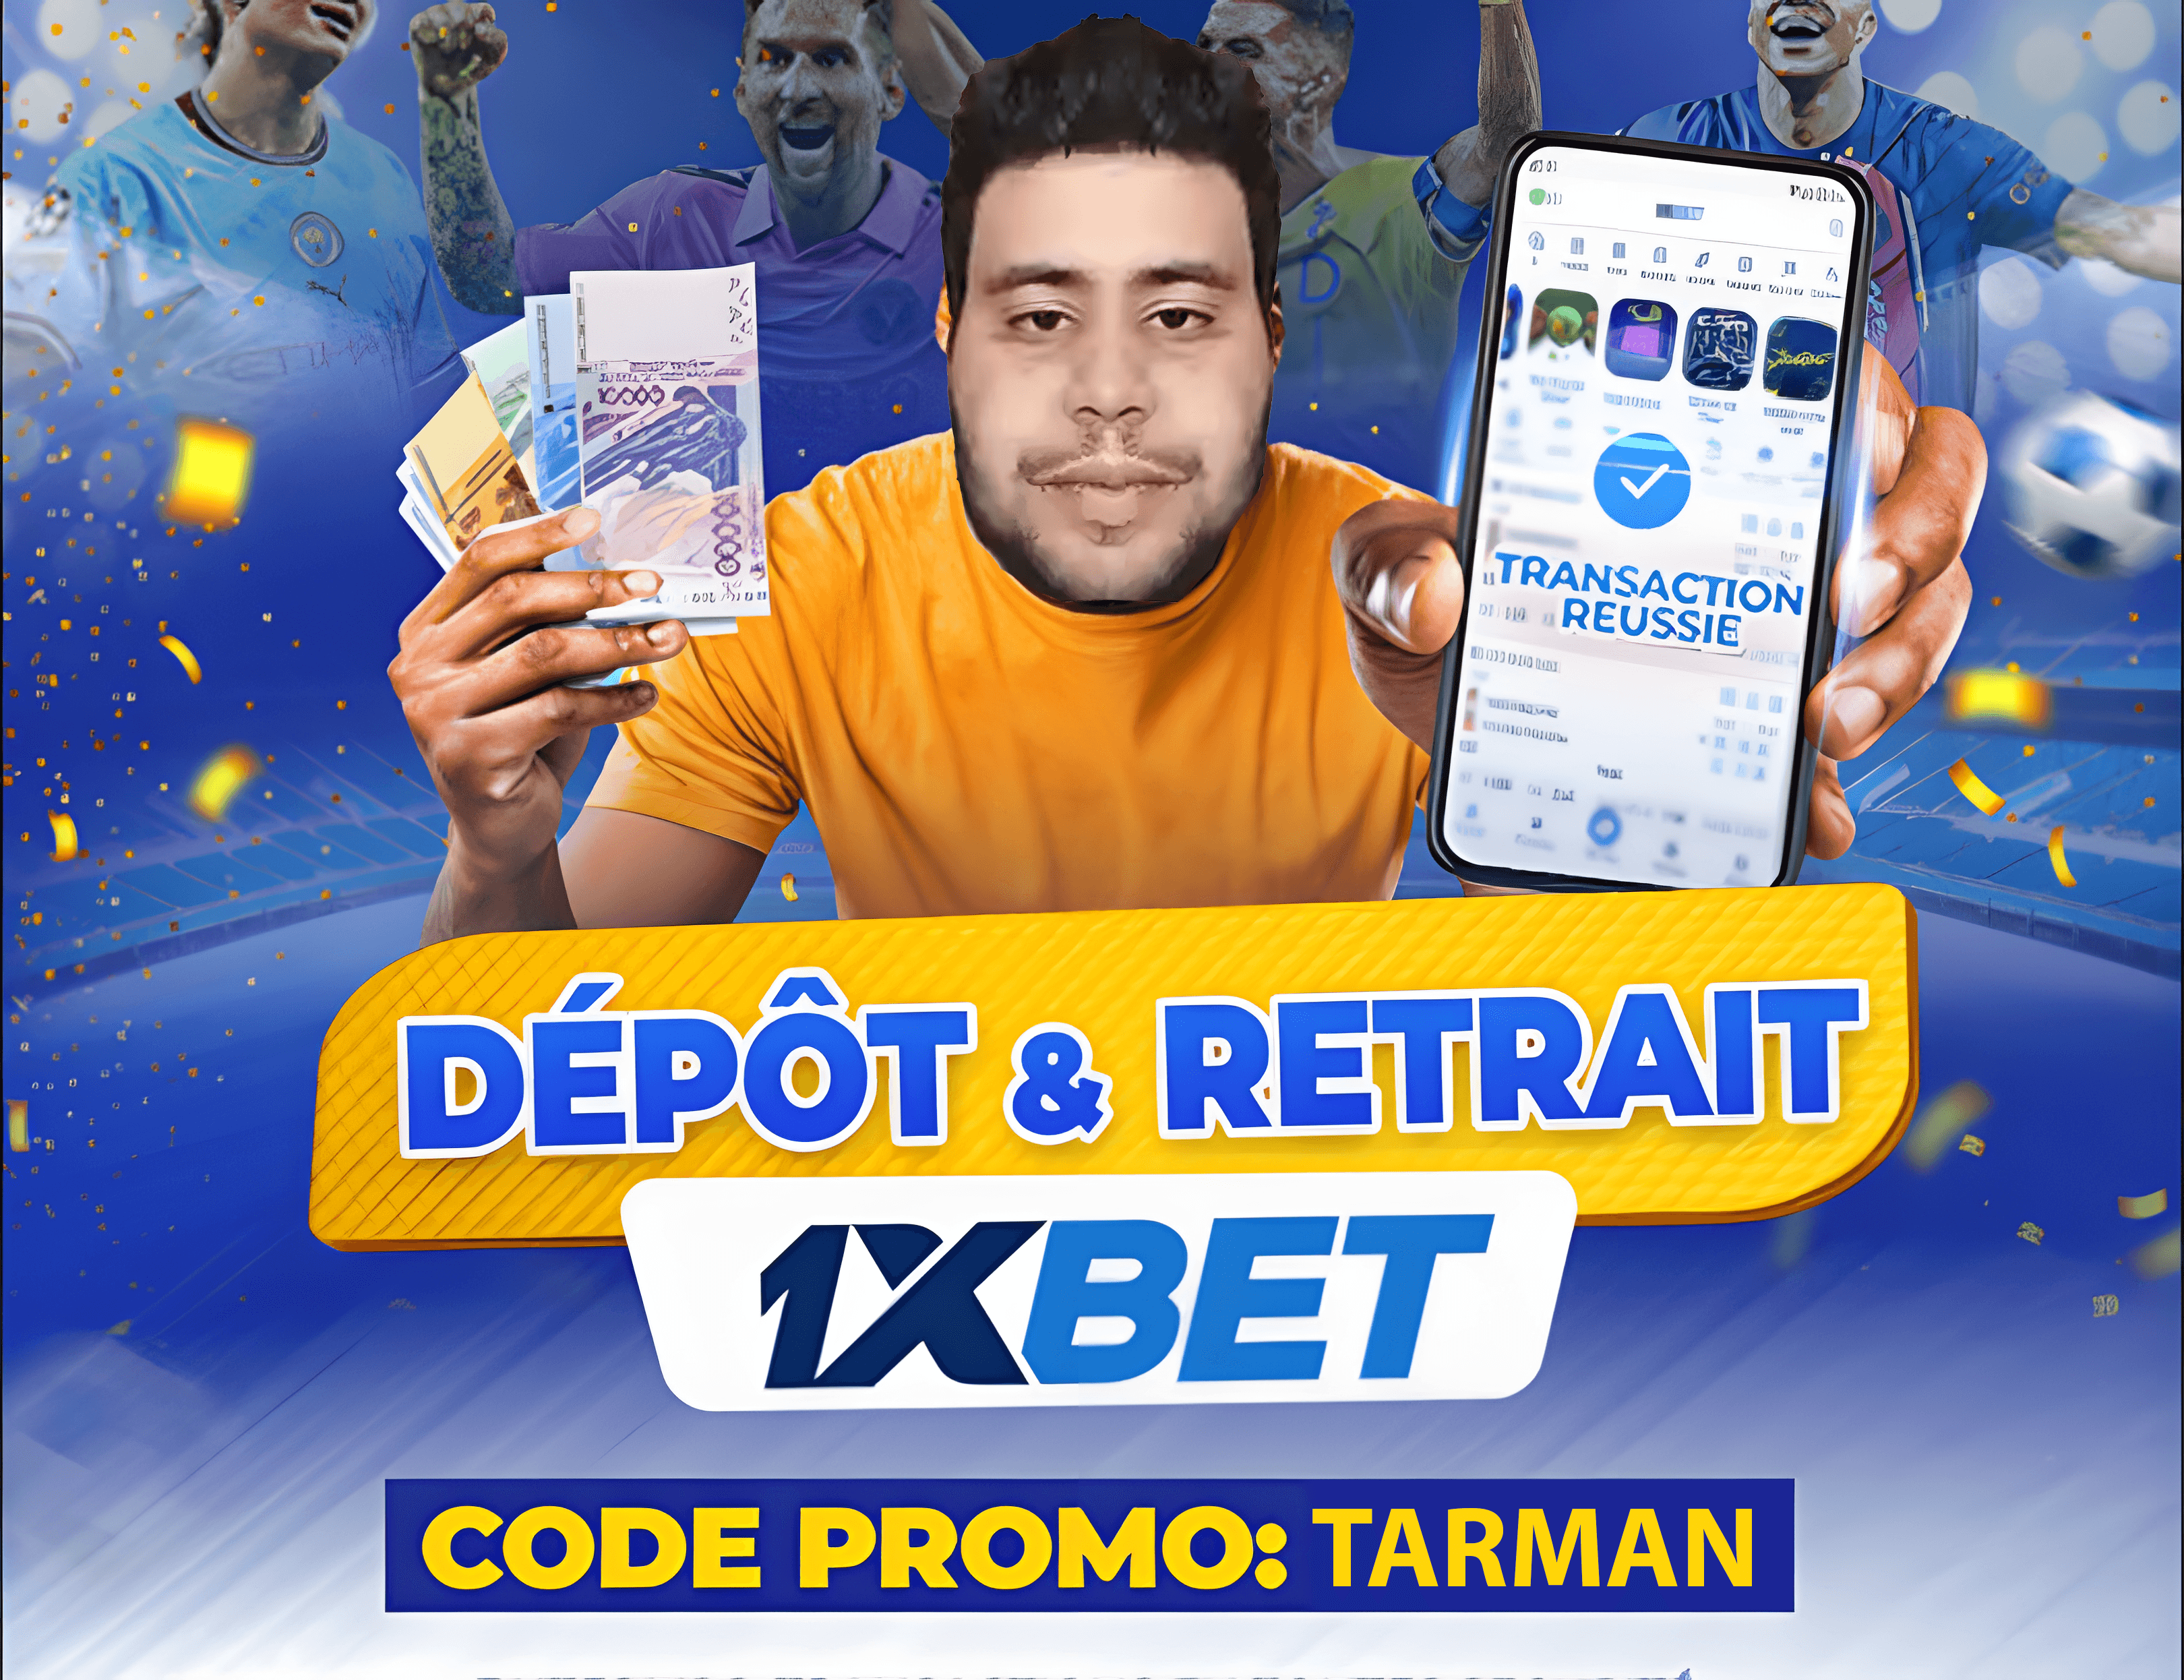 TRANSACTION
REUSSIE
DÉPÔT & RETRAIT
1XBET
CODE PROMO: TARMAN